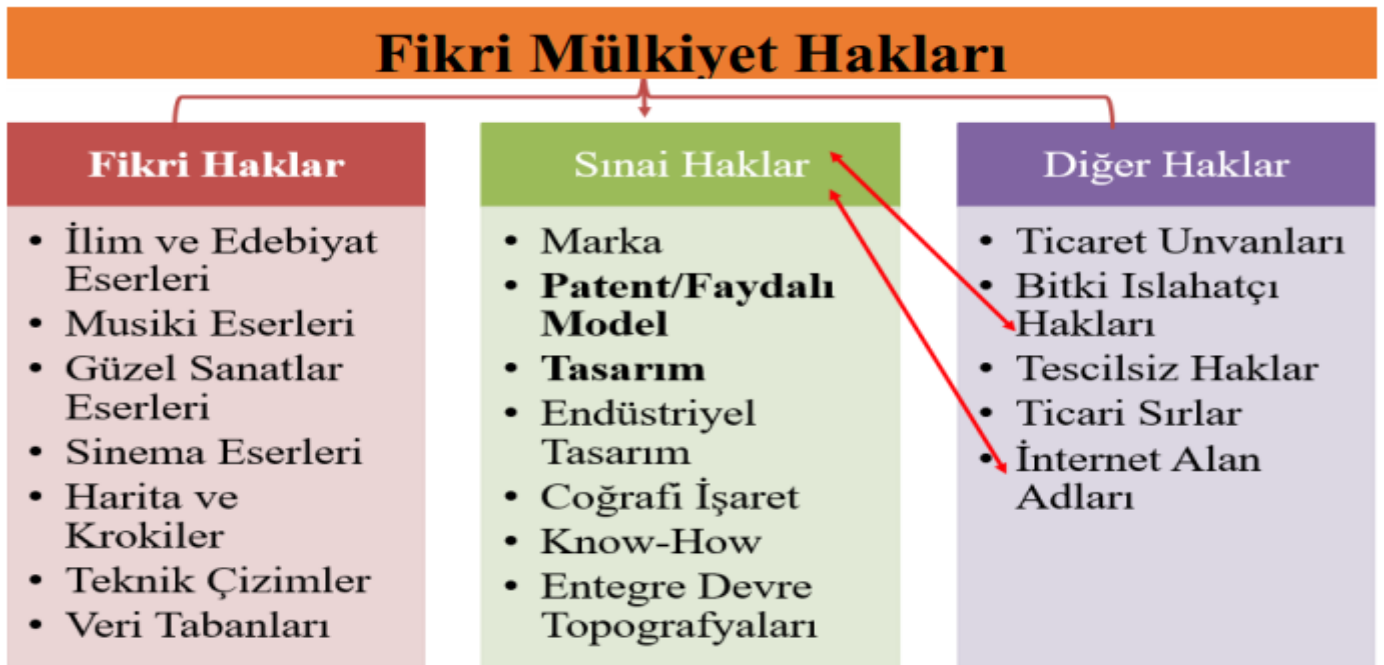 Fikri Mülkiyet Hakları
Fikri Haklar
• İlim ve Edebiyat
Eserleri
• Musiki Eserleri
• Güzel Sanatlar
Eserleri
• Sinema Eserleri
• Harita ve
Krokiler
• Teknik Çizimler
• Veri Tabanları
Sınai Haklar
• Marka
• Patent/Faydalı
Model
• Tasarım
• Endüstriyel
Tasarım
• Coğrafi İşaret
• Know-How
• Entegre Devre
Topografyaları
Diğer Haklar
• Ticaret Unvanları
• Bitki Islahatçı
Hakları
• Tescilsiz Haklar
• Ticari Sırlar
• İnternet Alan
Adları